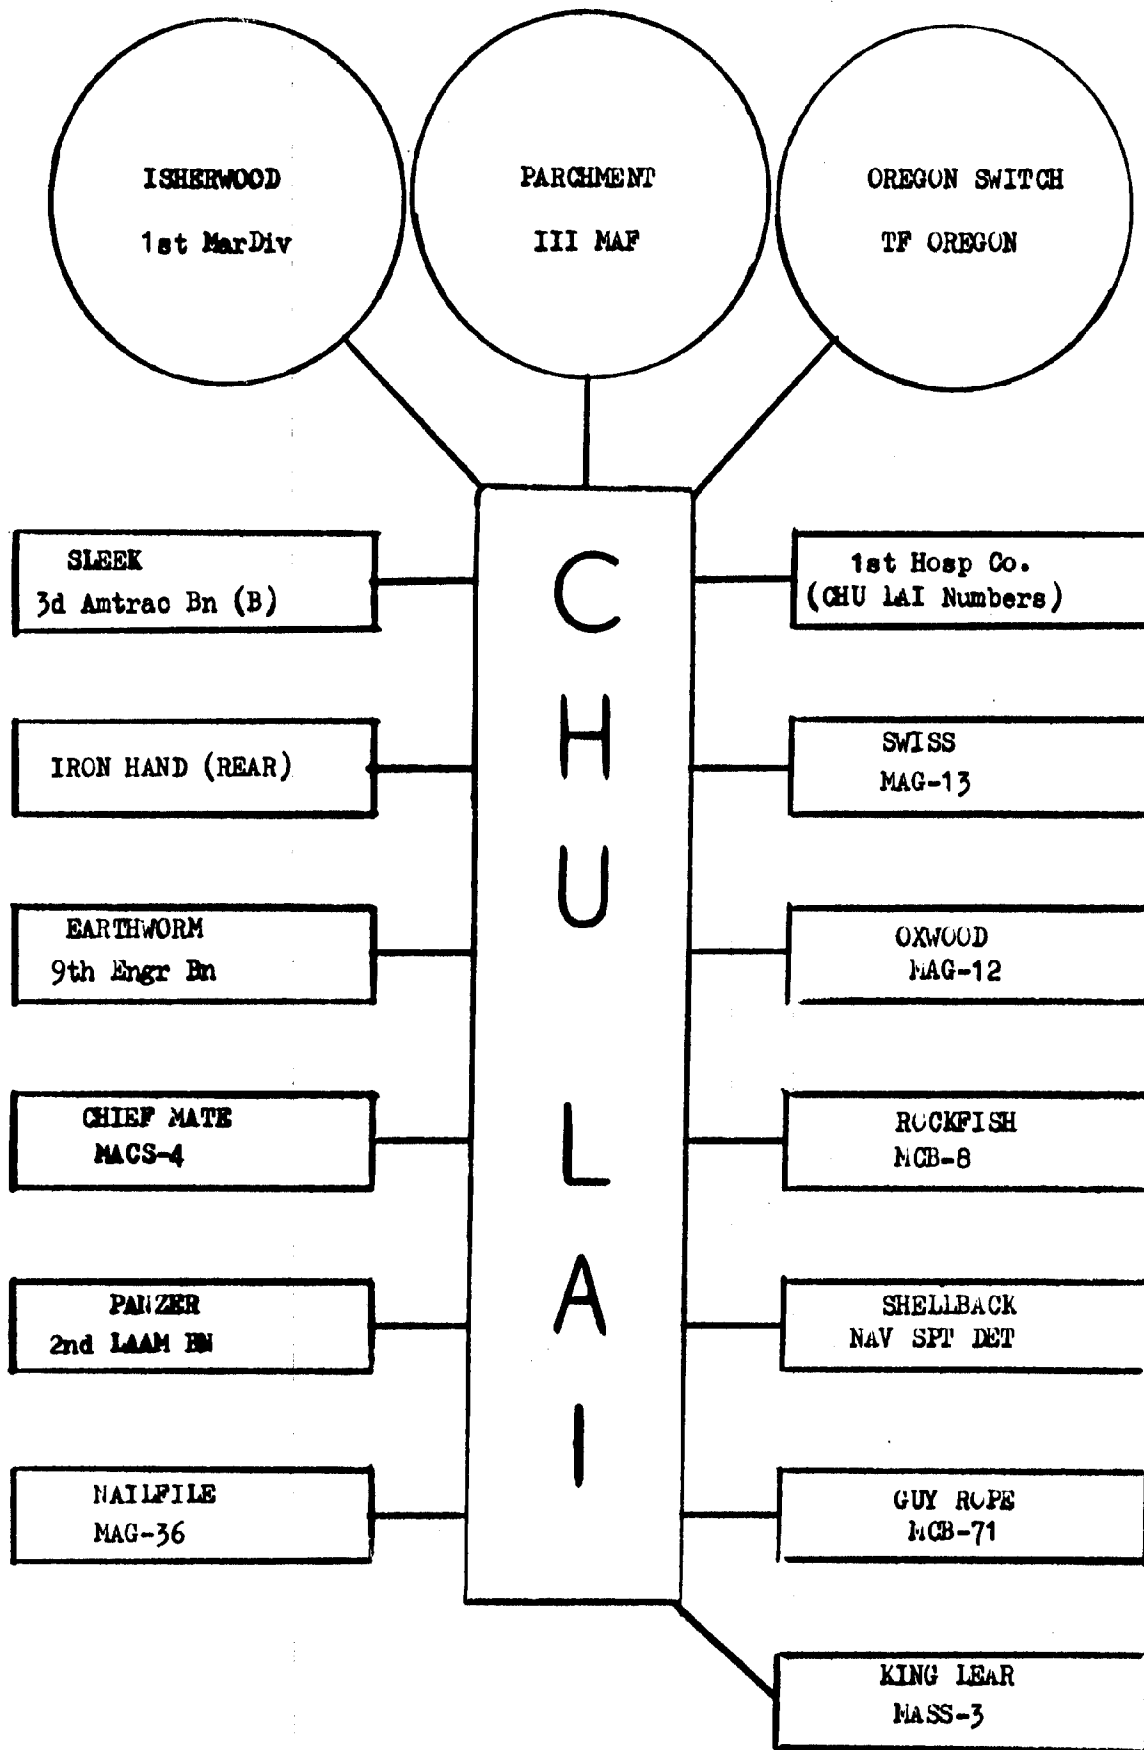 ISHERWOOD
1st MarDiv
PARCHMENT
III MAF
OREGON SWITCH
TF OREGON
CHU LAI
SLEEK
3d Amtrac Bn (B)
IRON HAND (REAR)
EARTHWORM
9th Engr Bn
CHIEF MATE
MACS-4
PANZER
2nd LAAM BN
NAILFILE
MAG-36
1st Hosp Co.
(CHU LAI Numbers)
SWISS
MAG-13
OXWOOD
MAG-12
ROCKFISH
MCB-8
SHELLBACK
NAV SPT DET
GUY ROPE
MCB-71
KING LEAR
MASS-3